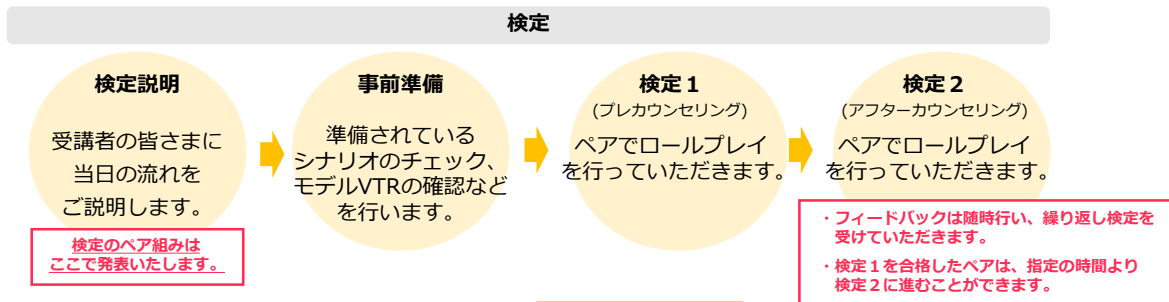 検定
検定説明
受講者の皆さまに
当日の流れを
ご説明します。
検定のペア組みは
ここで発表いたします。
事前準備
準備されている
シナリオのチェック、
モデルVTRの確認など
を行います。
検定１
(プレカウンセリング)
ペアでロールプレイ
を行っていただきます。
検定２
(アフターカウンセリング)
ペアでロールプレイ
を行っていただきます。
・フィードバックは随時行い、繰り返し検定を
受けていただきます。
・検定１を合格したペアは、指定の時間より
検定２に進むことができます。